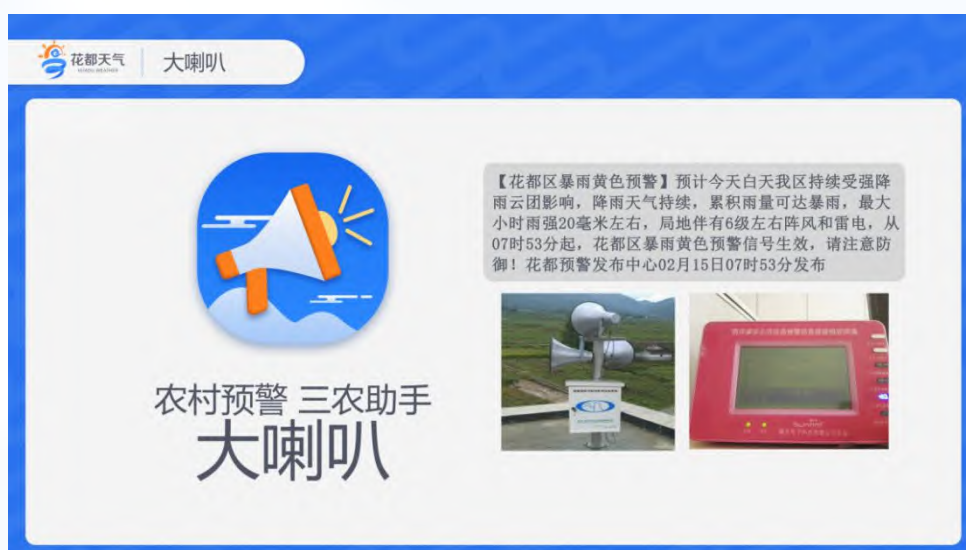 花都天气
大喇叭
【花都区暴雨黄色预警】预计今天白天我区持续受强降
雨云团影响，降雨天气持续，累积雨量可达暴雨，最大
小时雨强20毫米左右，局地伴有6级左右阵风和雷电，从
07时53分起，花都区暴雨黄色预警信号生效，请注意防
御！花都预警发布中心02月15日07时53分发布
农村预警 三农助手
大喇叭